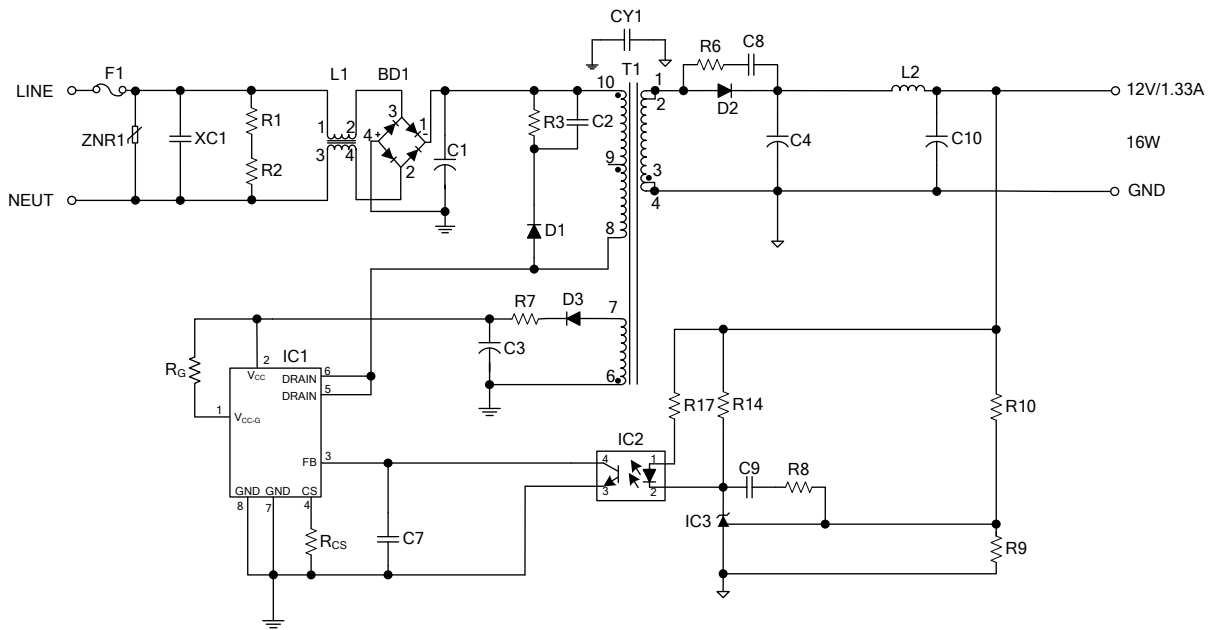 CY1
F1
L1
BD1
T1
R6
C8
L2
LINE
10
1
2
D2
12V/1.33A
ZNR1
XC1
R1
R2
1
2
3
4
3
4
+
1
-
2
C1
R3
C2
9
C4
C10
16W
3
4
NEUT
8
D1
GND
R7
D3
7
C3
6
RG
IC1
2
VCC
DRAIN
6
DRAIN
5
1
VCC-G
R17
R14
R10
FB
3
IC2
4
1
3
2
C9
R8
GND
GND
CS
8
7
4
IC3
RCS
C7
R9